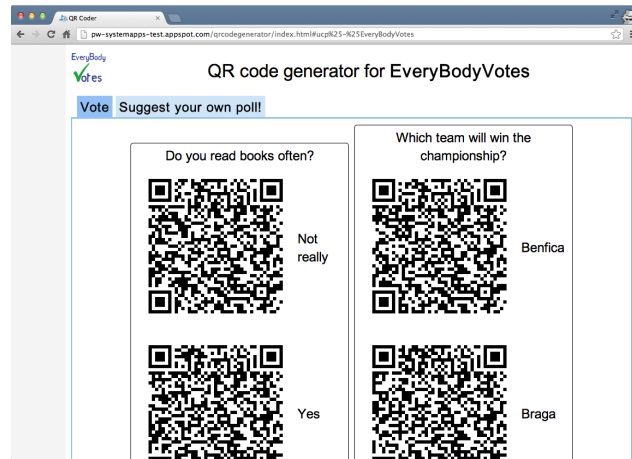 QR Coder
pw-systemapps-test.appspot.com/qrcodegenerator/index.html#ucp%25-%25EveryBodyVotes
EveryBody
Votes
QR code generator for EveryBodyVotes
Vote
Suggest your own poll!
Do you read books often?
Not
really
Yes
Which team will win the
championship?
Benfica
Braga